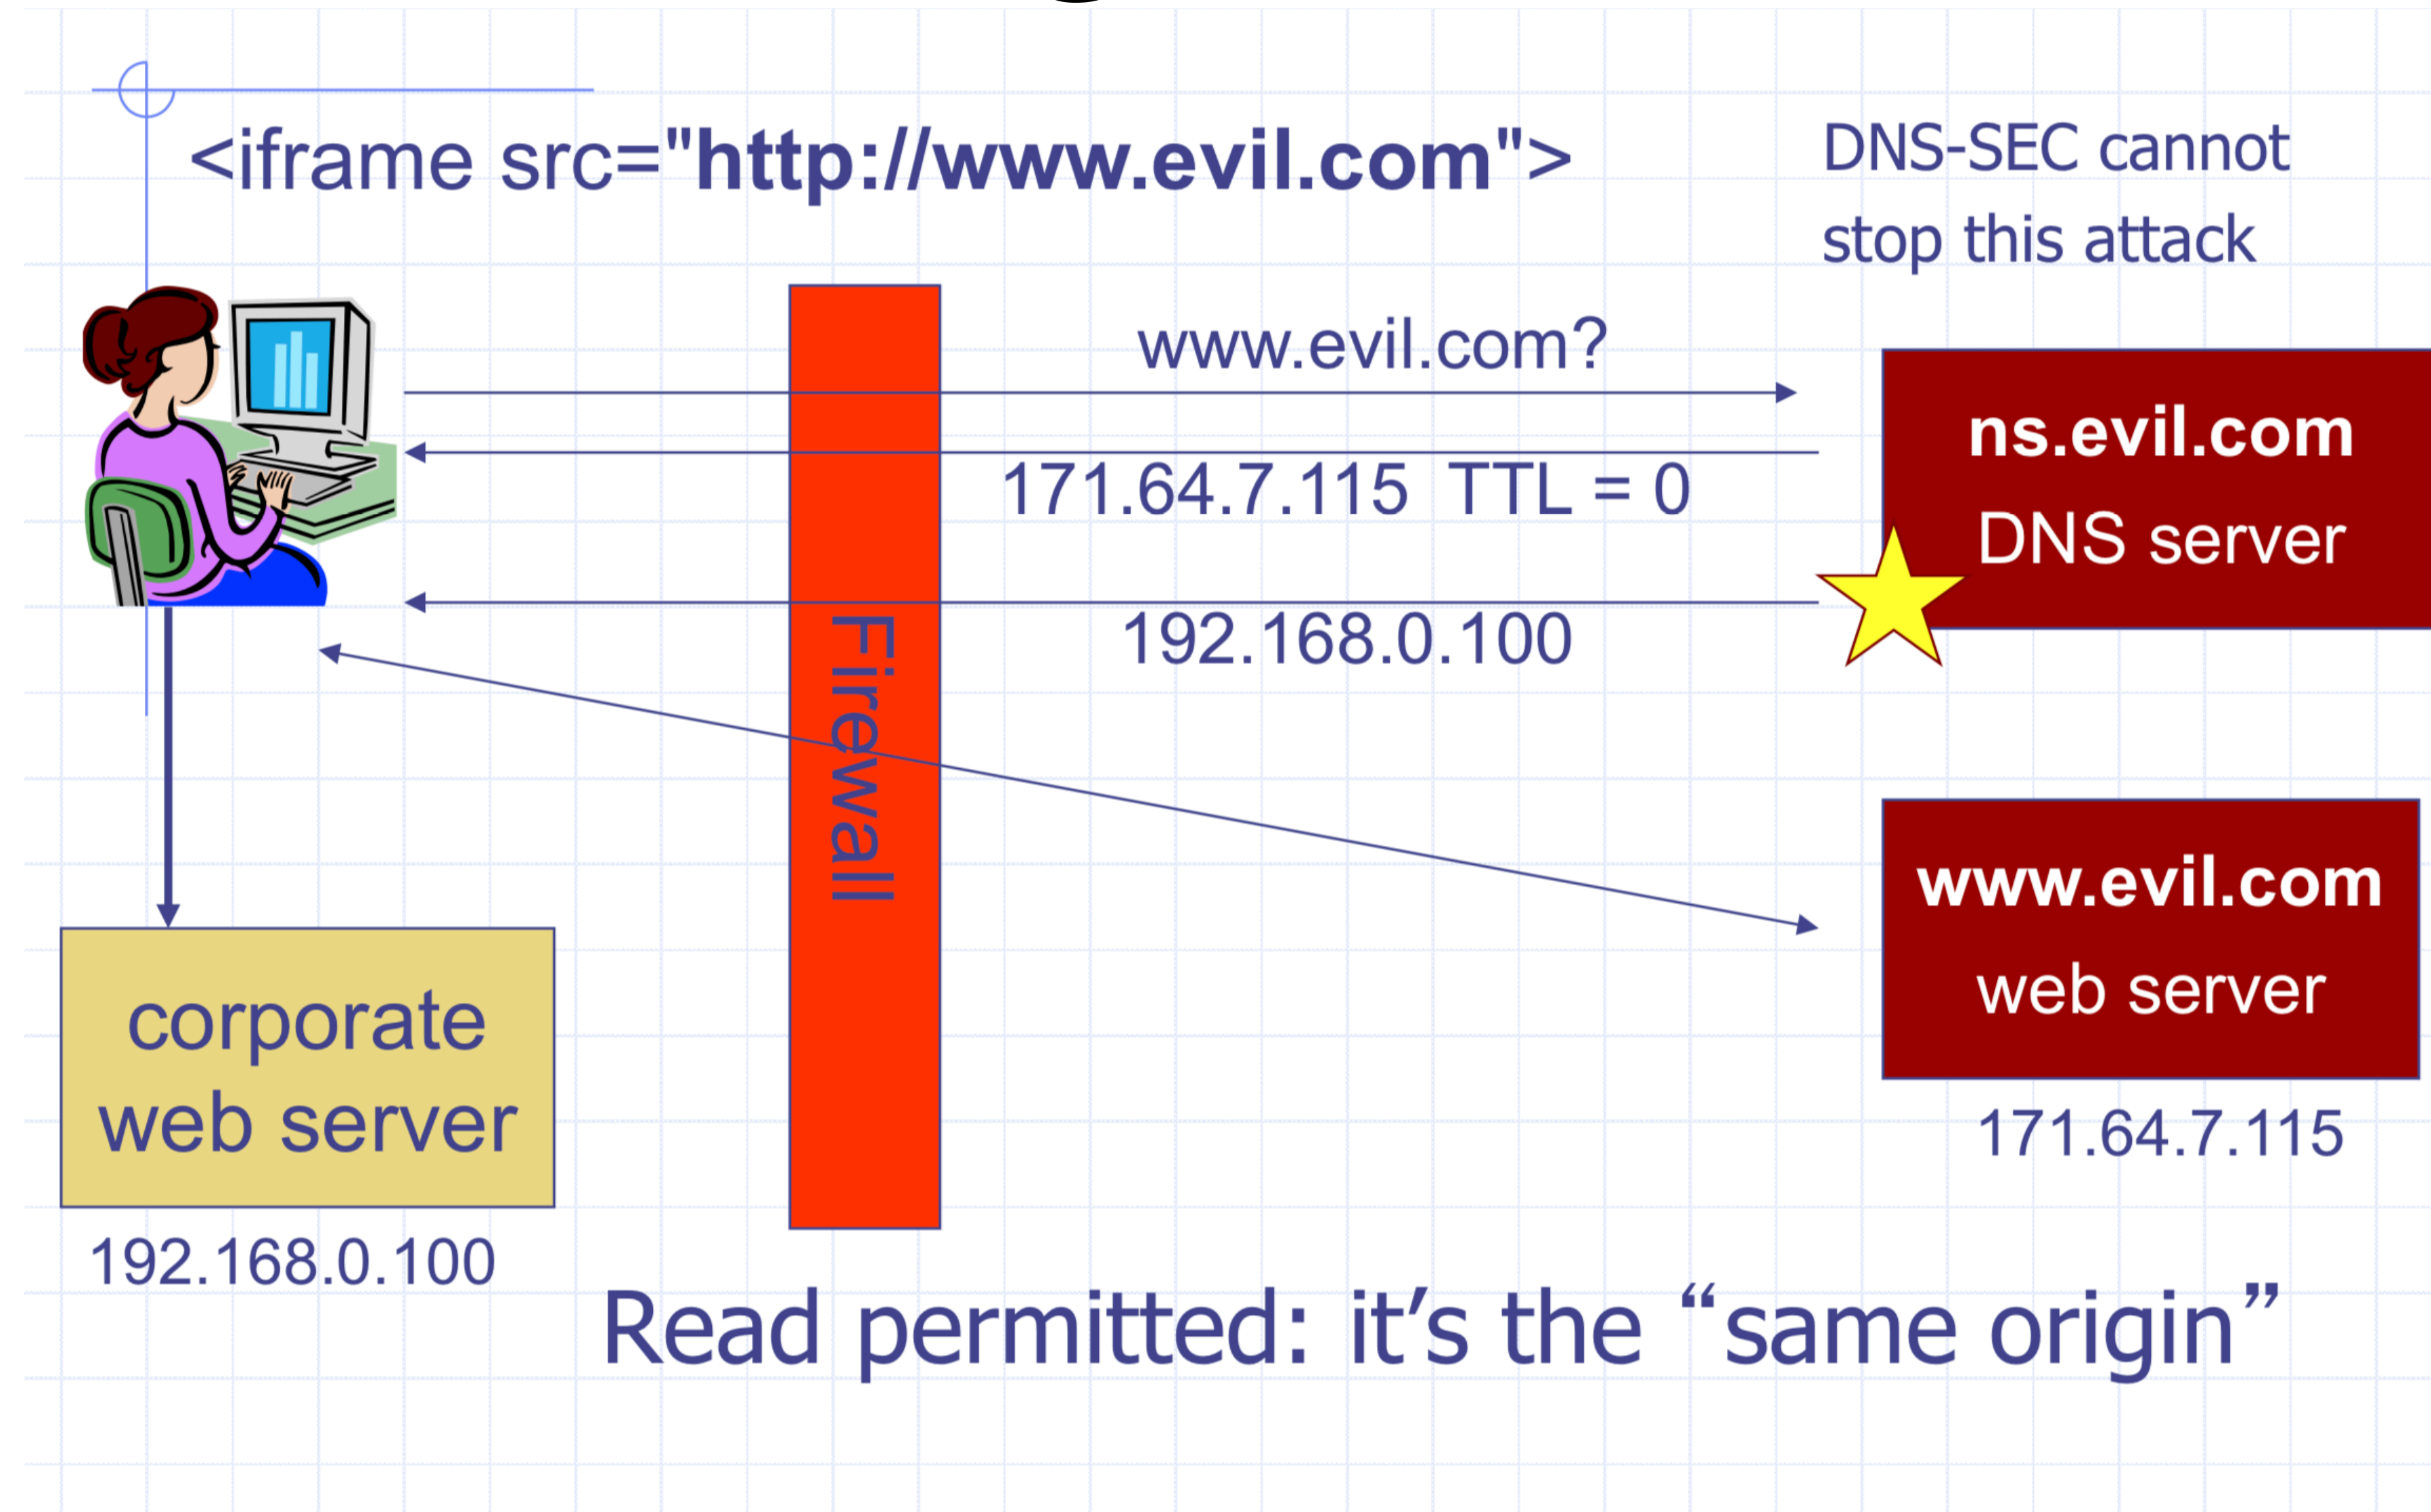 <iframe src="http://www.evil.com">
DNS-SEC cannot
stop this attack
www.evil.com?
171.64.7.115 TTL = 0
192.168.0.100
ns.evil.com
DNS server
Firewall
www.evil.com
web server
171.64.7.115
corporate
web server
192.168.0.100
Read permitted: it’s the “same origin”